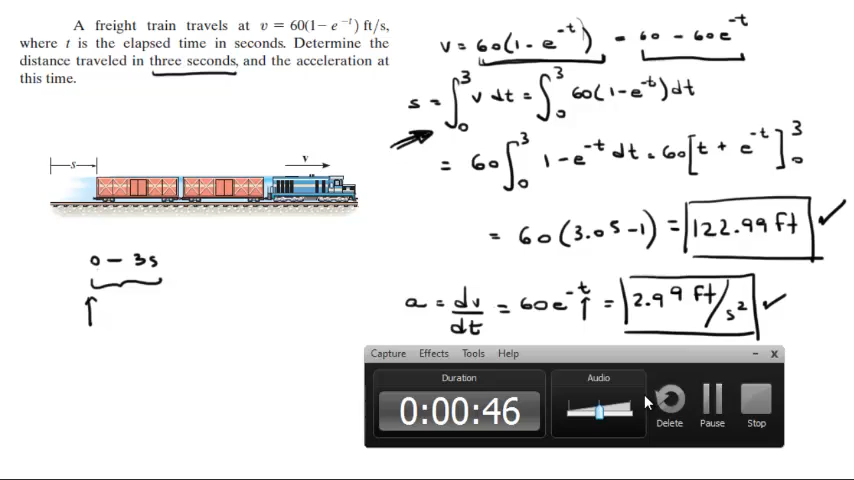 A freight train travels at v = 60(1 − e⁻ᵗ) ft/s,
where t is the elapsed time in seconds. Determine the
distance traveled in three seconds, and the acceleration at
this time.
s
v
0 - 3s
v = 60(1 - e^-t) = 60 - 60e^-t
s = ∫₀³ v dt = ∫₀³ 60(1 - e^-t) dt
= 60 ∫₀³ 1 - e^-t dt = 60[t + e^-t]₀³
= 60(3.05 - 1) = 122.99 ft ✓
a = dv/dt = 60e^-t ↑ = 2.99 ft/s² ✓
Capture Effects Tools Help
– x
Duration
Audio
0:00:46
Delete Pause Stop